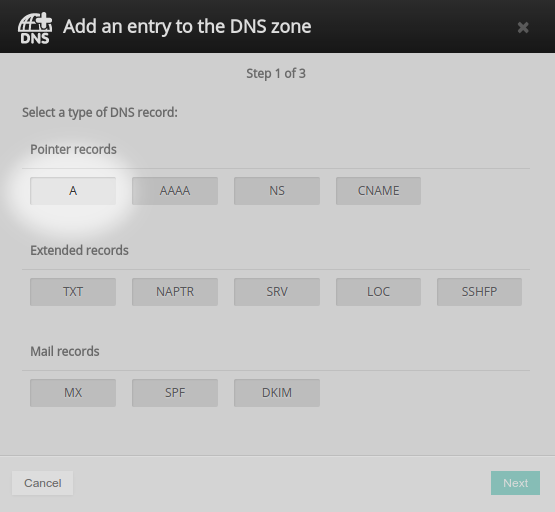 DNS
Add an entry to the DNS zone
Step 1 of 3
Select a type of DNS record:
Pointer records
A AAAA NS CNAME
Extended records
TXT NAPTR SRV LOC SSHFP
Mail records
MX SPF DKIM
Cancel Next